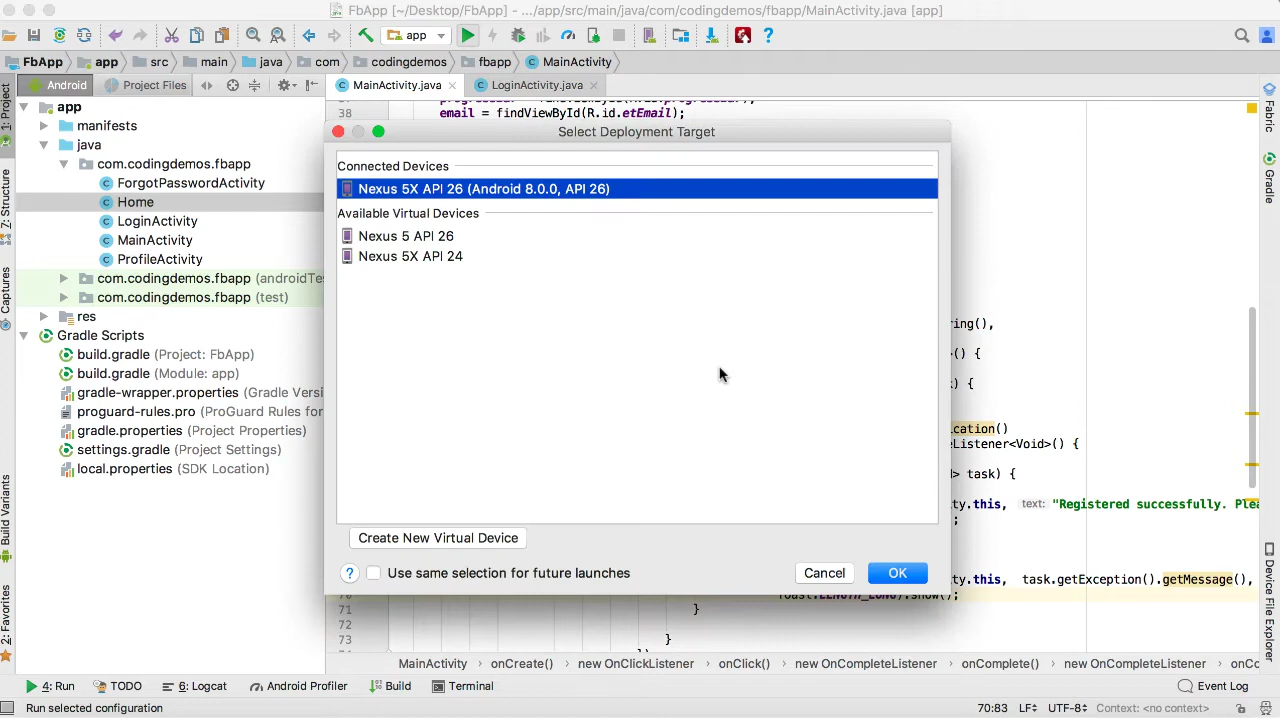 FbApp [~/Desktop/FbApp] - .../app/src/main/java/com/codingdemos/fbapp/MainActivity.java [app]
app
FbApp app src main java com codingdemos fbapp MainActivity
Android Project Files MainActivity.java LoginActivity.java
1: Project
Z: Structure
Captures
Build Variants
2: Favorites
app
manifests
java
com.codingdemos.fbapp
ForgotPasswordActivity
Home
LoginActivity
MainActivity
ProfileActivity
com.codingdemos.fbapp (androidTe
com.codingdemos.fbapp (test)
res
Gradle Scripts
build.gradle (Project: FbApp)
build.gradle (Module: app)
gradle-wrapper.properties (Gradle Versi
proguard-rules.pro (ProGuard Rules for
gradle.properties (Project Properties)
settings.gradle (Project Settings)
local.properties (SDK Location)
38 email = findViewById(R.id.etEmail);
Select Deployment Target
Connected Devices
Nexus 5X API 26 (Android 8.0.0, API 26)
Available Virtual Devices
Nexus 5 API 26
Nexus 5X API 24
Create New Virtual Device
? Use same selection for future launches
Cancel OK
ing(),
() {
) {
cation()
eListener<Void>() {
> task) {
ty.this, text: "Registered successfully. Plea
;
ty.this, task.getException().getMessage(),
71 }
72
73 }
MainActivity onCreate() new OnClickListener onClick() new OnCompleteListener onComplete() new OnCompleteListener onCo
Fabric
Gradle
Device File Explorer
4: Run TODO 6: Logcat Android Profiler Build Terminal Event Log
Run selected configuration 70:83 LF UTF-8 Context: <no context>